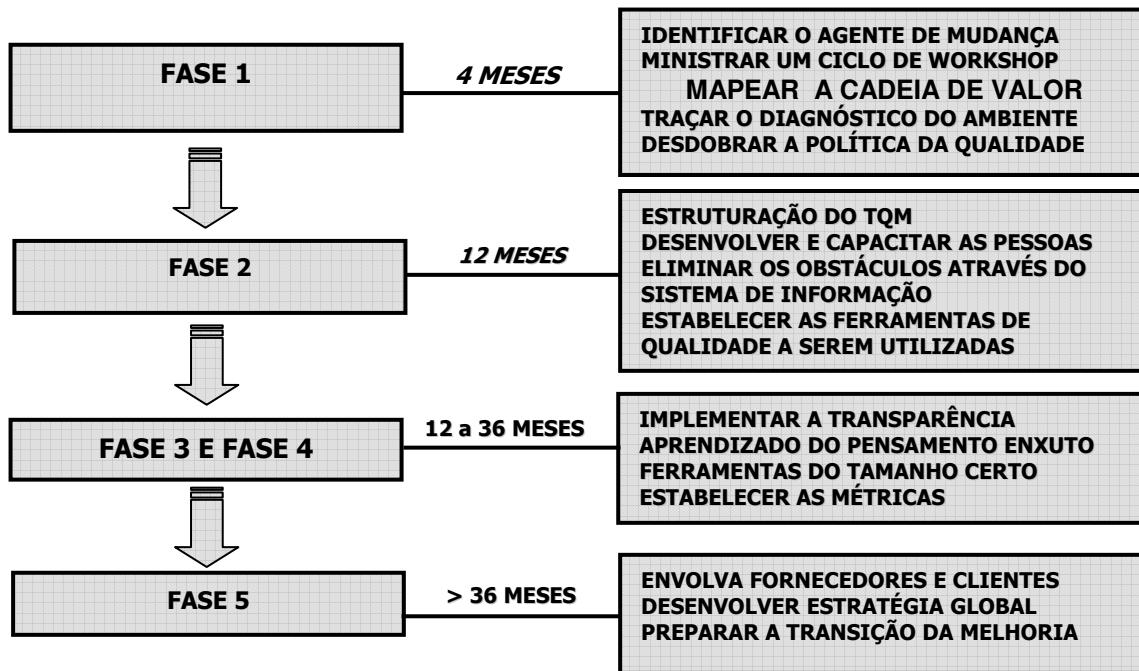 FASE 1
4 MESES
IDENTIFICAR O AGENTE DE MUDANÇA
MINISTRAR UM CICLO DE WORKSHOP
MAPEAR A CADEIA DE VALOR
TRAÇAR O DIAGNÓSTICO DO AMBIENTE
DESDOBRAR A POLÍTICA DA QUALIDADE
FASE 2
12 MESES
ESTRUTURAÇÃO DO TQM
DESENVOLVER E CAPACITAR AS PESSOAS
ELIMINAR OS OBSTÁCULOS ATRAVÉS DO
SISTEMA DE INFORMAÇÃO
ESTABELECER AS FERRAMENTAS DE
QUALIDADE A SEREM UTILIZADAS
FASE 3 E FASE 4
12 a 36 MESES
IMPLEMENTAR A TRANSPARÊNCIA
APRENDIZADO DO PENSAMENTO ENXUTO
FERRAMENTAS DO TAMANHO CERTO
ESTABELECER AS MÉTRICAS
FASE 5
> 36 MESES
ENVOLVA FORNECEDORES E CLIENTES
DESENVOLVER ESTRATÉGIA GLOBAL
PREPARAR A TRANSIÇÃO DA MELHORIA